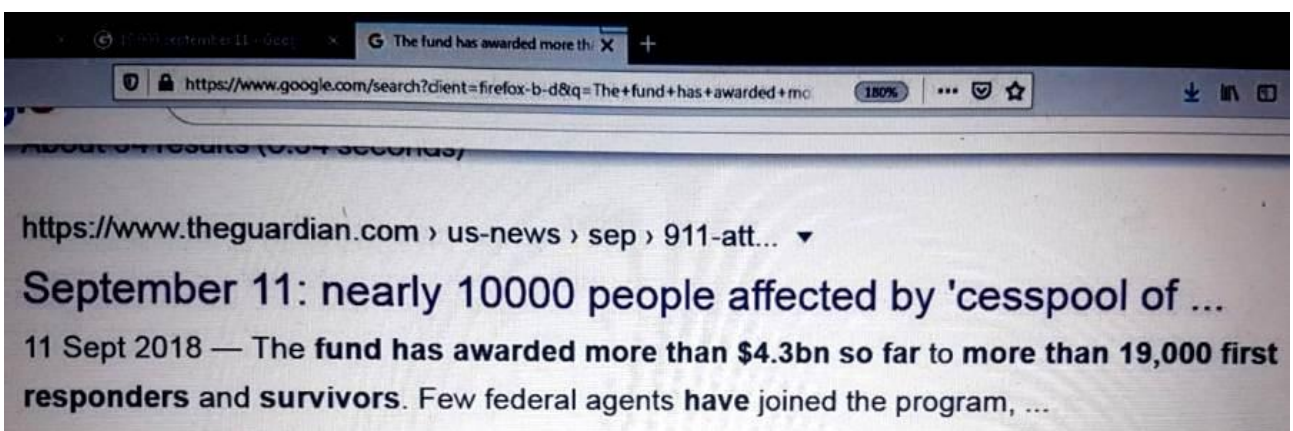 The fund has awarded more th
https://www.google.com/search?client=firefox-b-d&q=The+fund+has+awarded+mo 180%
https://www.theguardian.com › us-news › sep › 911-att...
September 11: nearly 10000 people affected by 'cesspool of ...
11 Sept 2018 — The fund has awarded more than $4.3bn so far to more than 19,000 first
responders and survivors. Few federal agents have joined the program, ...